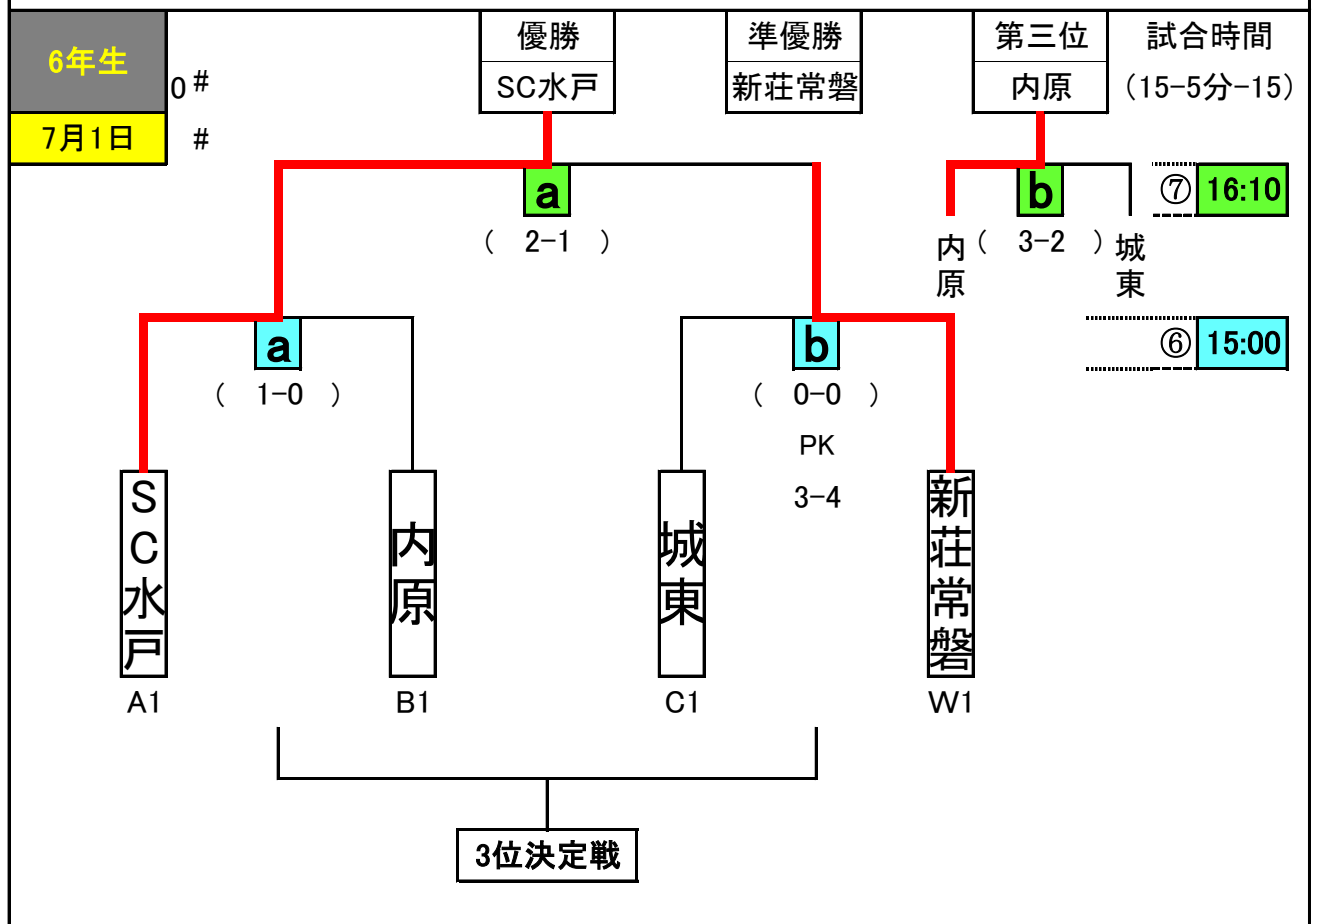 6年生
0 #
7月1日 #
優勝
SC水戸
準優勝
新荘常磐
第三位
内原
試合時間
(15-5分-15)
a
( 2-1 )
b
内原 ( 3-2 ) 城東
⑦ 16:10
a
( 1-0 )
b
( 0-0 )
PK
3-4
⑥ 15:00
SC水戸
内原
城東
新荘常磐
A1
B1
C1
W1
3位決定戦